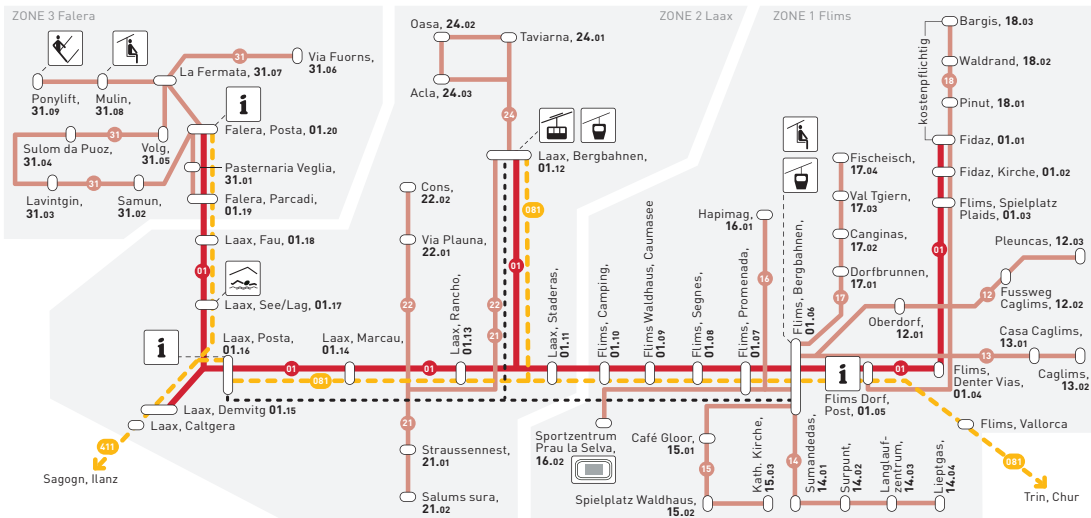 ZONE 3 Falera
ZONE 2 Laax
ZONE 1 Flims
Oasa, 24.02
Taviarna, 24.01
Acla, 24.03
24
Laax, Bergbahnen,
01.12
31
Via Fuorns,
31.06
La Fermata, 31.07
Ponylift,
31.09
Mulin,
31.08
i
Falera, Posta, 01.20
31
Sulom da Puoz,
31.04
Volg,
31.05
Pasternaria Veglia,
31.01
31
Lavintgin,
31.03
Samun,
31.02
Falera, Parcadi,
01.19
Laax, Fau, 01.18
01
Laax, See/Lag, 01.17
i
Laax, Posta,
01.16
Laax, Marcau,
01.14
01
081
01
Laax, Demvitg 01.15
Laax, Caltgera
411
Sagogn, Ilanz
Cons,
22.02
Via Plauna,
22.01
22
21
Straussennest,
21.01
Salums sura,
21.02
Laax, Rancho,
01.13
22
21
081
01
Laax, Staderas,
01.11
Flims, Camping,
01.10
Flims Waldhaus, Caumasee
01.09
Flims, Segnes,
01.08
Flims, Promenada,
01.07
Hapimag,
16.01
16
Flims, Bergbahnen,
01.06
Sportzentrum
Prau la Selva,
16.02
Café Gloor,
15.01
15
Spielplatz Waldhaus,
15.02
Kath. Kirche,
15.03
14
Sumandedas,
14.01
Surpunt,
14.02
Langlauf-
zentrum,
14.03
Lieptgas,
14.04
Fischeisch,
17.04
Val Tgiern,
17.03
Canginas,
17.02
Dorfbrunnen,
17.01
17
Bargis, 18.03
Waldrand, 18.02
18
Pinut, 18.01
kostenpflichtig
Fidaz, 01.01
Fidaz, Kirche, 01.02
Flims, Spielplatz
Plaids, 01.03
01
Pleuncas, 12.03
12
Fussweg
Caglims,
12.02
Oberdorf,
12.01
Casa Caglims,
13.01
13
Caglims,
13.02
i
01
Flims Dorf,
Post, 01.05
Flims,
Denter Vias,
01.04
Flims, Vallorca
081
Trin, Chur